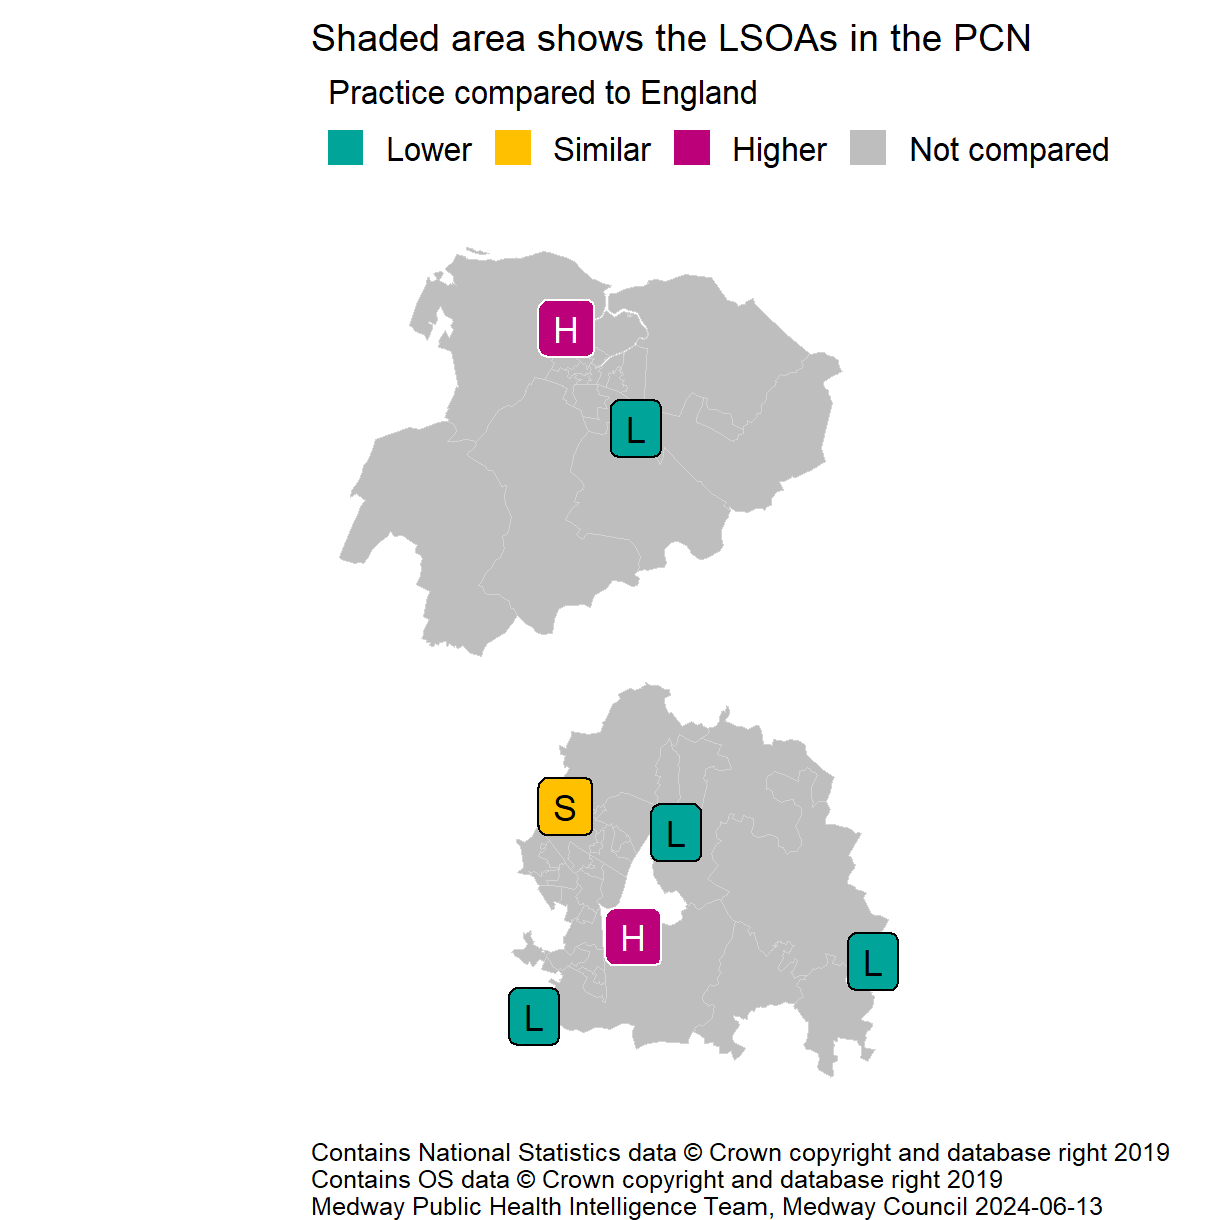 Shaded area shows the LSOAs in the PCN
Practice compared to England
Lower Similar Higher Not compared
H
L
S
L
H
L
L
Contains National Statistics data © Crown copyright and database right 2019
Contains OS data © Crown copyright and database right 2019
Medway Public Health Intelligence Team, Medway Council 2024-06-13